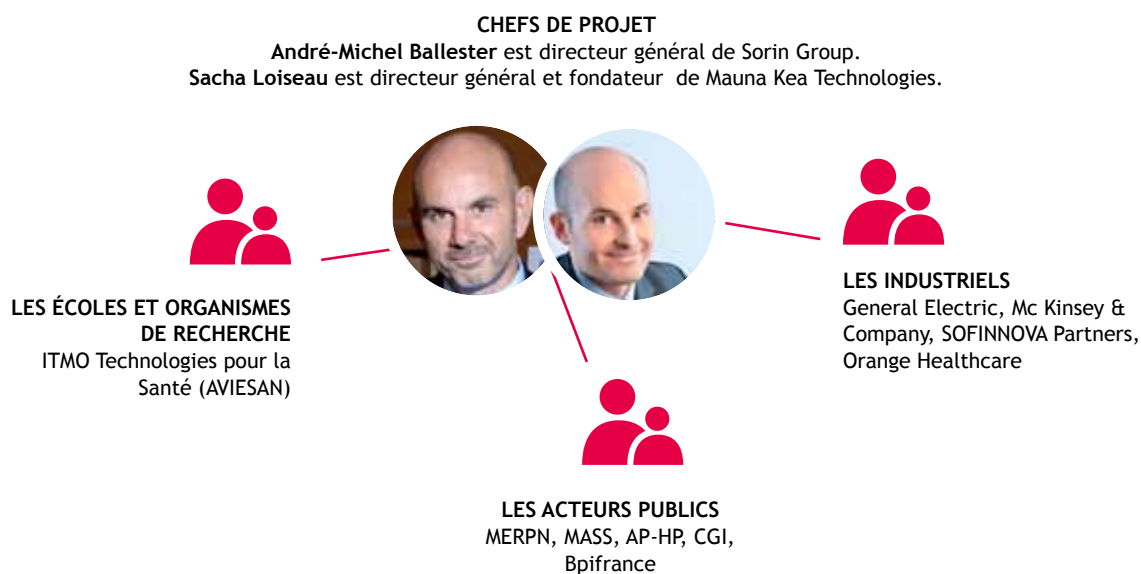 CHEFS DE PROJET
André-Michel Ballester est directeur général de Sorin Group.
Sacha Loiseau est directeur général et fondateur de Mauna Kea Technologies.
LES ÉCOLES ET ORGANISMES
DE RECHERCHE
ITMO Technologies pour la
Santé (AVIESAN)
LES INDUSTRIELS
General Electric, Mc Kinsey &
Company, SOFINNOVA Partners,
Orange Healthcare
LES ACTEURS PUBLICS
MERPN, MASS, AP-HP, CGI,
Bpifrance